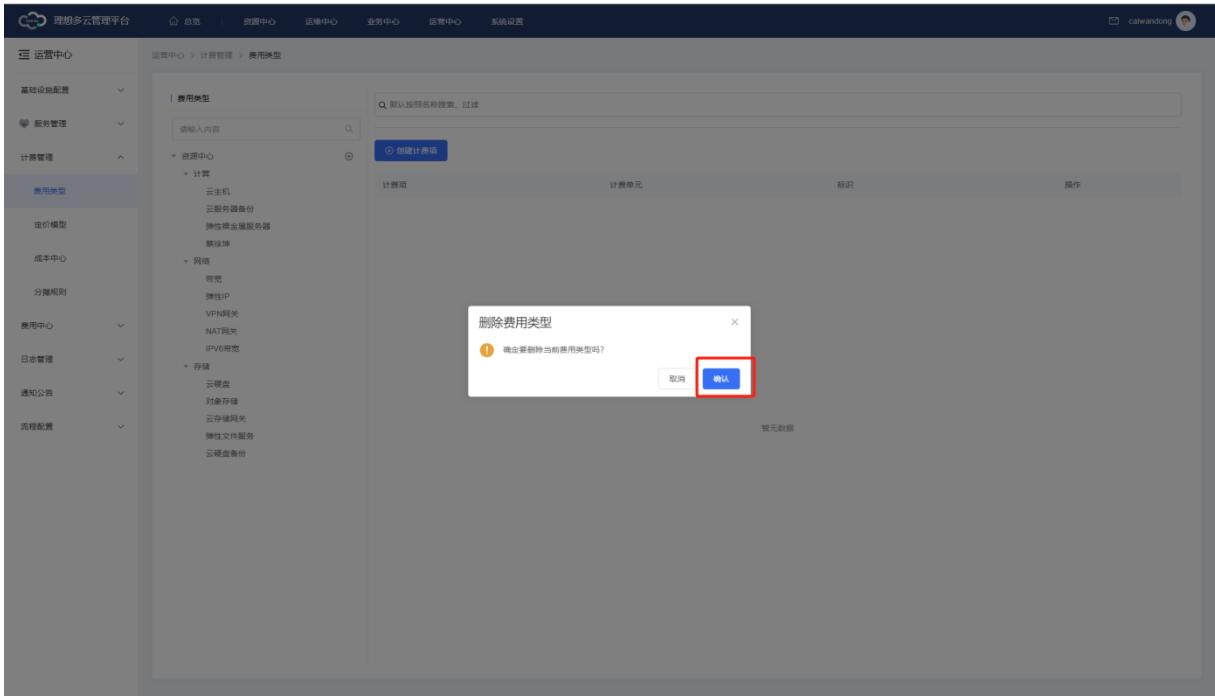 理想多云管理平台 总览 资源中心 运维中心 业务中心 运营中心 系统设置 caiwandong
运营中心
运营中心 > 计费管理 > 费用类型
基础设施配置
服务管理
计费管理
费用类型
定价模型
成本中心
分摊规则
费用中心
日志管理
通知公告
流程配置
费用类型
请输入内容
资源中心
计算
云主机
云服务器备份
弹性裸金属服务器
蔡徐坤
网络
带宽
弹性IP
VPN网关
NAT网关
IPV6带宽
存储
云硬盘
对象存储
云存储网关
弹性文件服务
云硬盘备份
默认按照名称搜索、过滤
创建计费项
计费项 计费单元 标识 操作
暂无数据
删除费用类型
确定要删除当前费用类型吗?
取消 确认